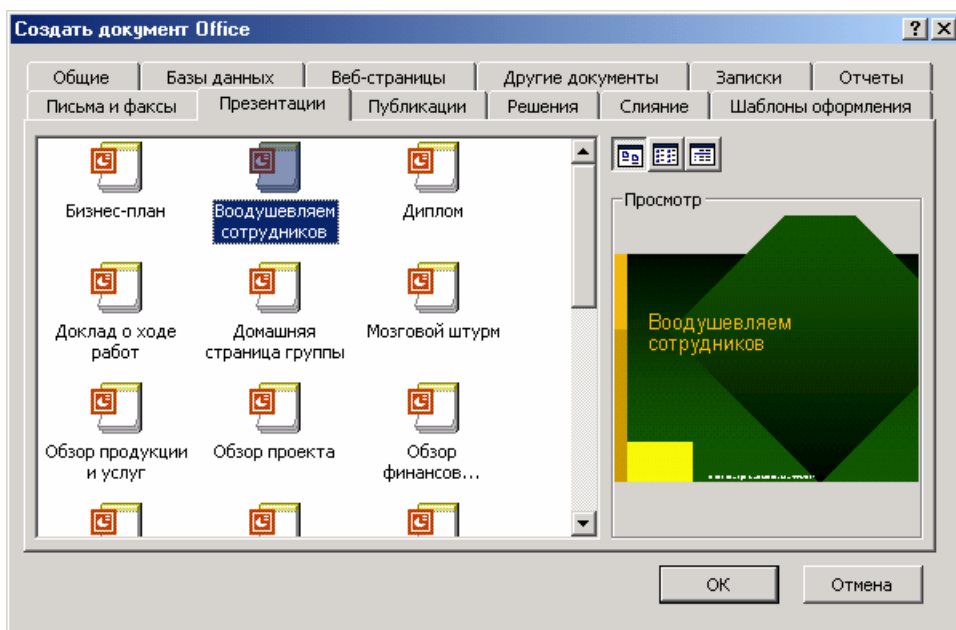 Создать документ Office
Общие
Базы данных
Веб-страницы
Другие документы
Записки
Отчеты
Письма и факсы
Презентации
Публикации
Решения
Слияние
Шаблоны оформления
Бизнес-план
Воодушевляем
сотрудников
Диплом
Доклад о ходе
работ
Домашняя
страница группы
Мозговой штурм
Обзор продукции
и услуг
Обзор проекта
Обзор
финансов...
Просмотр
Воодушевляем
сотрудников
ОК
Отмена